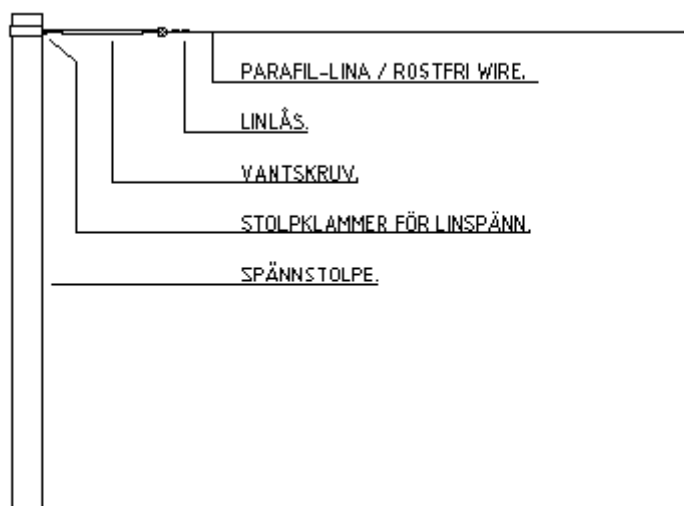 PARAFIL-LINA / ROSTFRI WIRE.
LINLÅS.
VANTSKRUV.
STOLPKLAMMER FÖR LINSPÄNN.
SPÄNNSTOLPE.